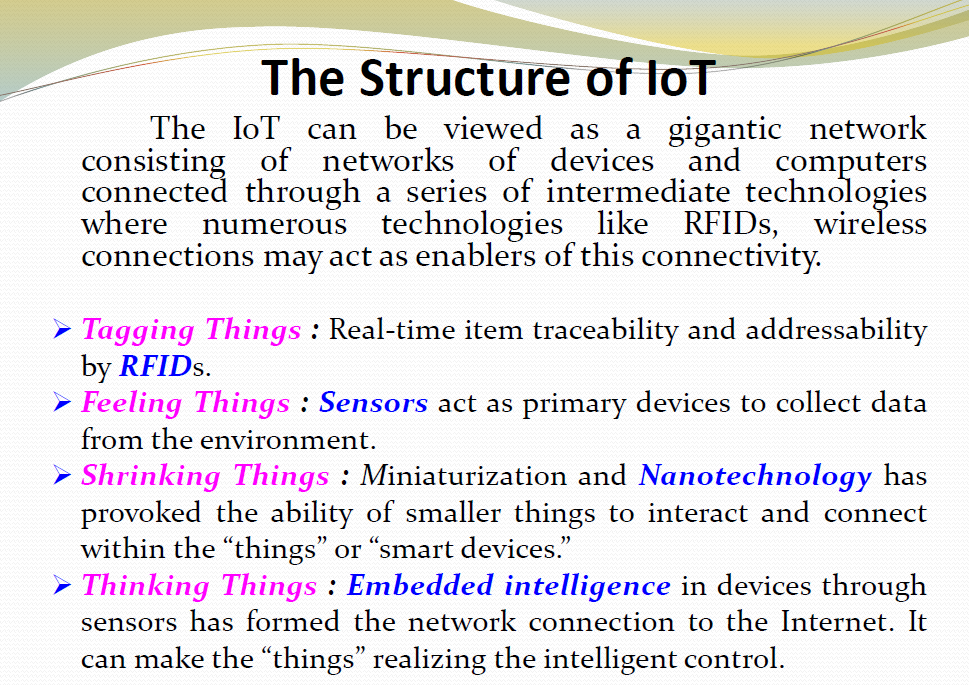 The Structure of IoT
The IoT can be viewed as a gigantic network
consisting of networks of devices and computers
connected through a series of intermediate technologies
where numerous technologies like RFIDs, wireless
connections may act as enablers of this connectivity.
➢ Tagging Things : Real-time item traceability and addressability
by RFIDs.
➢ Feeling Things : Sensors act as primary devices to collect data
from the environment.
➢ Shrinking Things : Miniaturization and Nanotechnology has
provoked the ability of smaller things to interact and connect
within the “things” or “smart devices.”
➢ Thinking Things : Embedded intelligence in devices through
sensors has formed the network connection to the Internet. It
can make the “things” realizing the intelligent control.